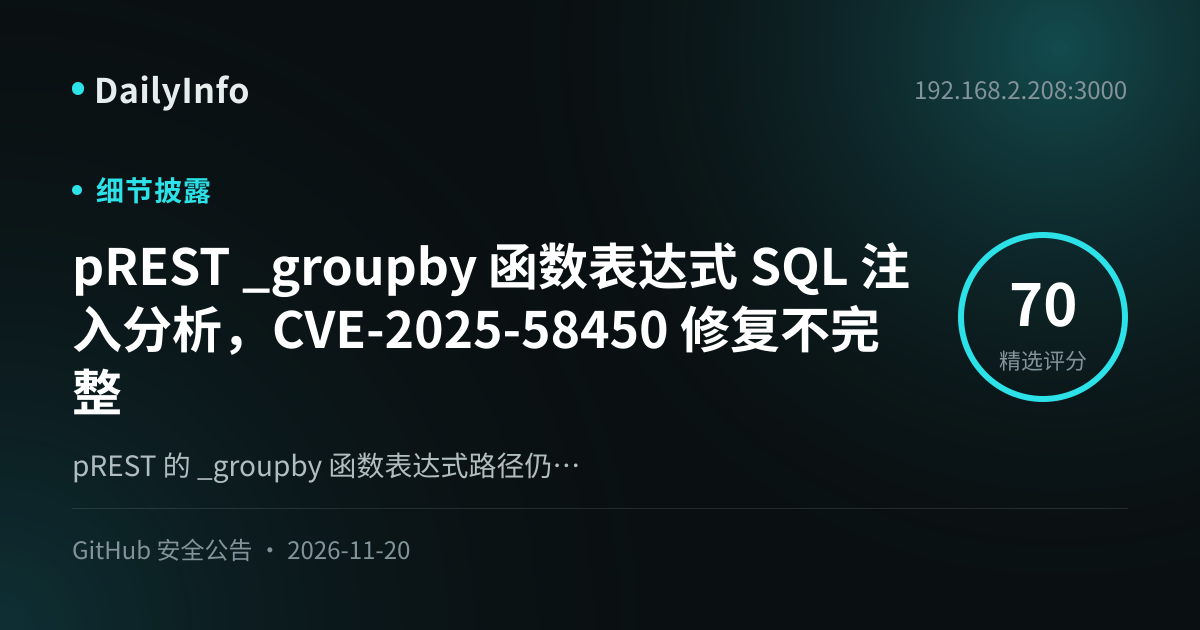 DailyInfo
192.168.2.208:3000
细节披露
pREST _groupby 函数表达式 SQL 注
入分析，CVE-2025-58450 修复不完
整
70
精选评分
pREST 的 _groupby 函数表达式路径仍…
GitHub 安全公告 • 2026-11-20